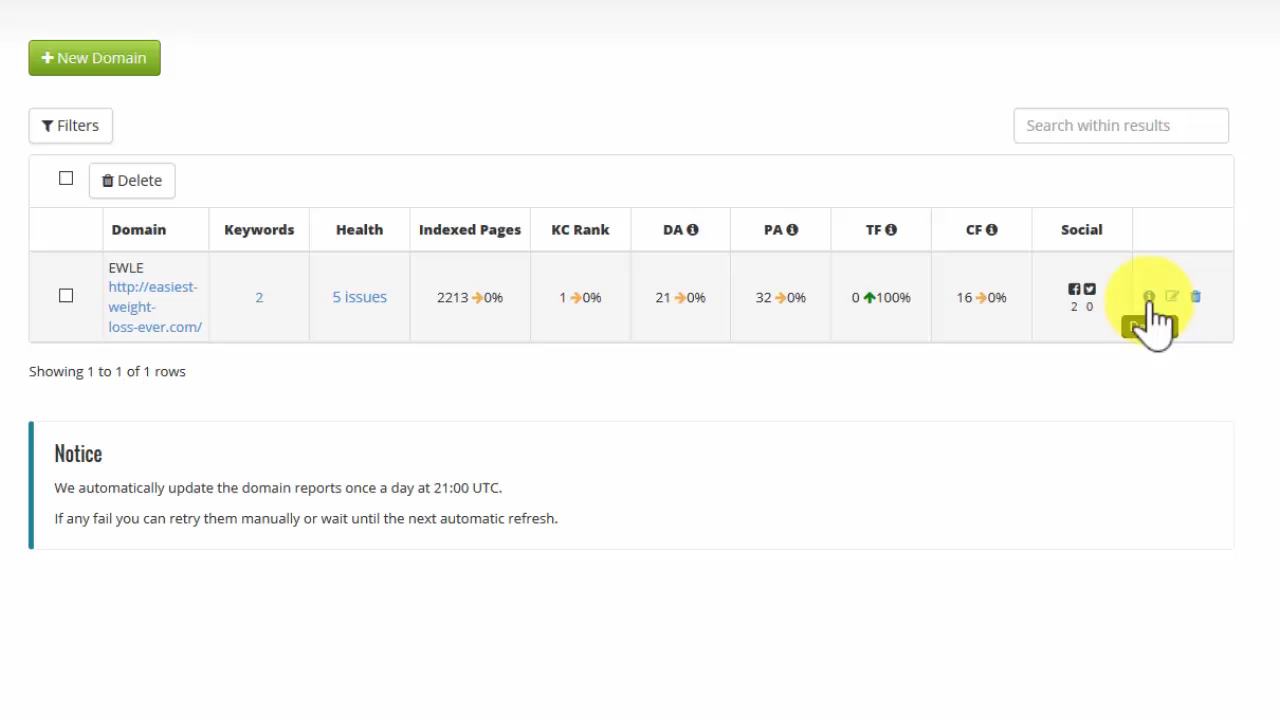 New Domain
Filters
Search within results
Delete
Domain Keywords Health Indexed Pages KC Rank DA PA TF CF Social
EWLE
http://easiest-
weight-
loss-ever.com/
2 5 issues 2213 0% 1 0% 21 0% 32 0% 0 100% 16 0% 2 0
Showing 1 to 1 of 1 rows
Notice
We automatically update the domain reports once a day at 21:00 UTC.
If any fail you can retry them manually or wait until the next automatic refresh.